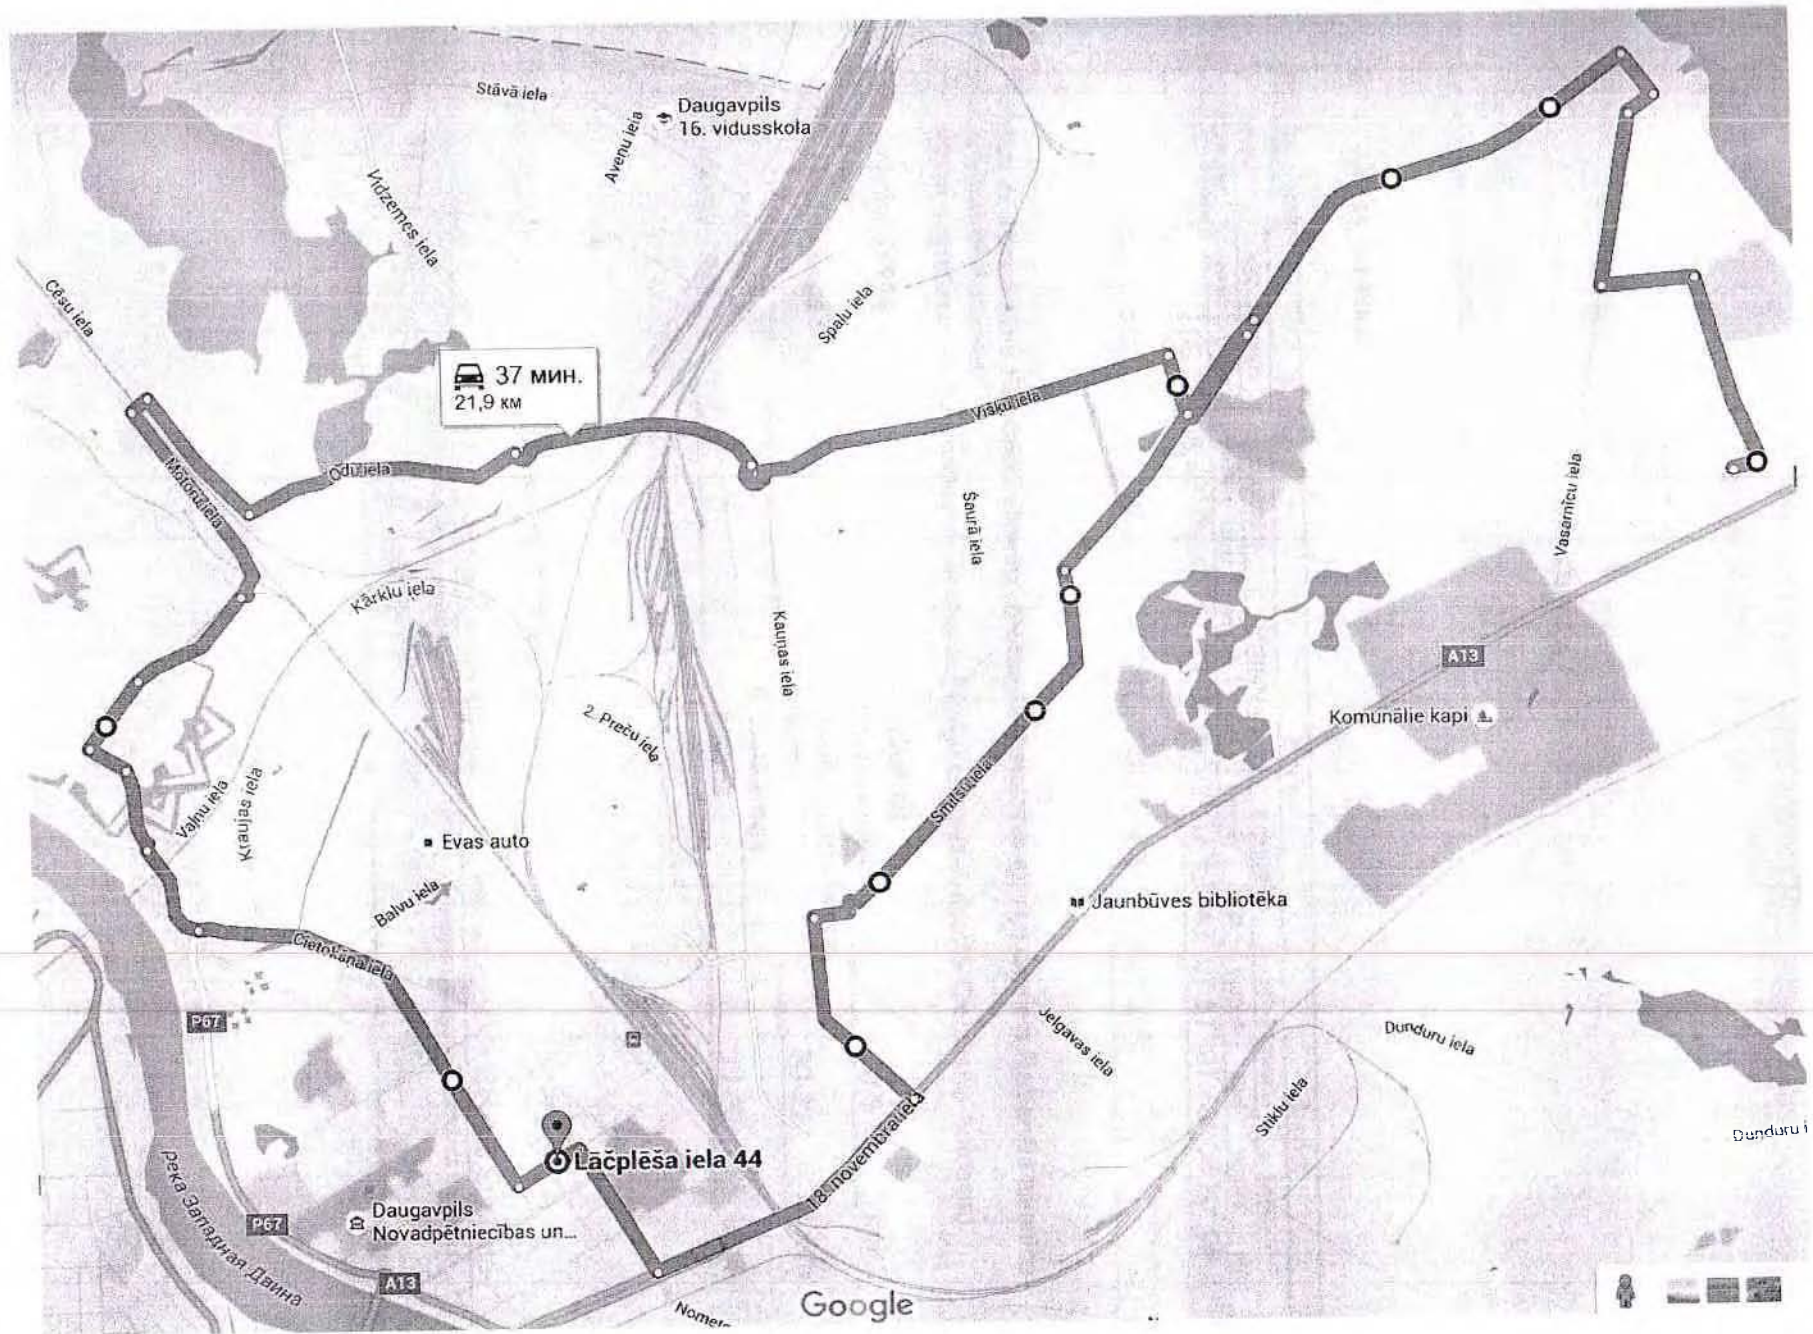 Stāvā iela
Daugavpils
16. vidusskola
Avenu iela
Vidzemes iela
Cēsu iela
Spaļu iela
37 мин.
21,9 км
Višķu iela
Odu iela
Motoru iela
Šaurā iela
Vasarnīcu iela
Kārklu iela
Kauņas iela
A13
Komunālie kapi
2. Preču iela
Vaļņu iela
Kraujas iela
Smilšu iela
Evas auto
Balvu iela
Jaunbūves bibliotēka
Cietokšņa iela
P67
Jelgavas iela
Dunduru iela
Stiklu iela
18. novembra iela
Dunduru i
Lāčplēša iela 44
река Западная Двина
P67
Daugavpils
Novadpētniecības un...
A13
Google